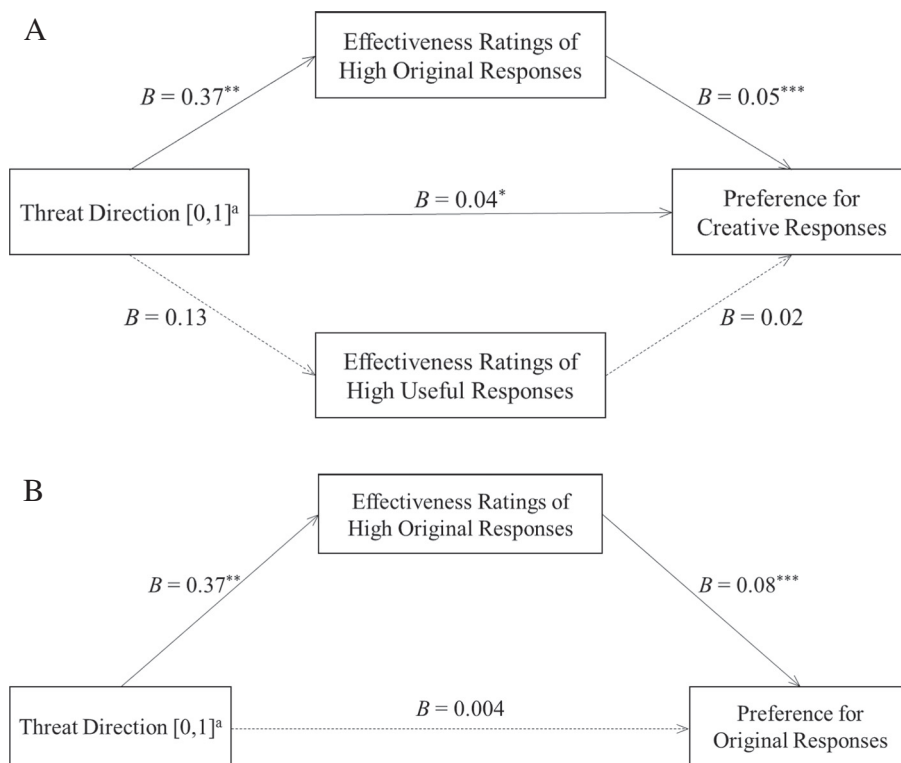 A
Effectiveness Ratings of
High Original Responses
B = 0.37**
B = 0.05***
Threat Direction [0,1]ᵃ
B = 0.04*
Preference for
Creative Responses
B = 0.13
B = 0.02
Effectiveness Ratings of
High Useful Responses
B
Effectiveness Ratings of
High Original Responses
B = 0.37**
B = 0.08***
Threat Direction [0,1]ᵃ
B = 0.004
Preference for
Original Responses